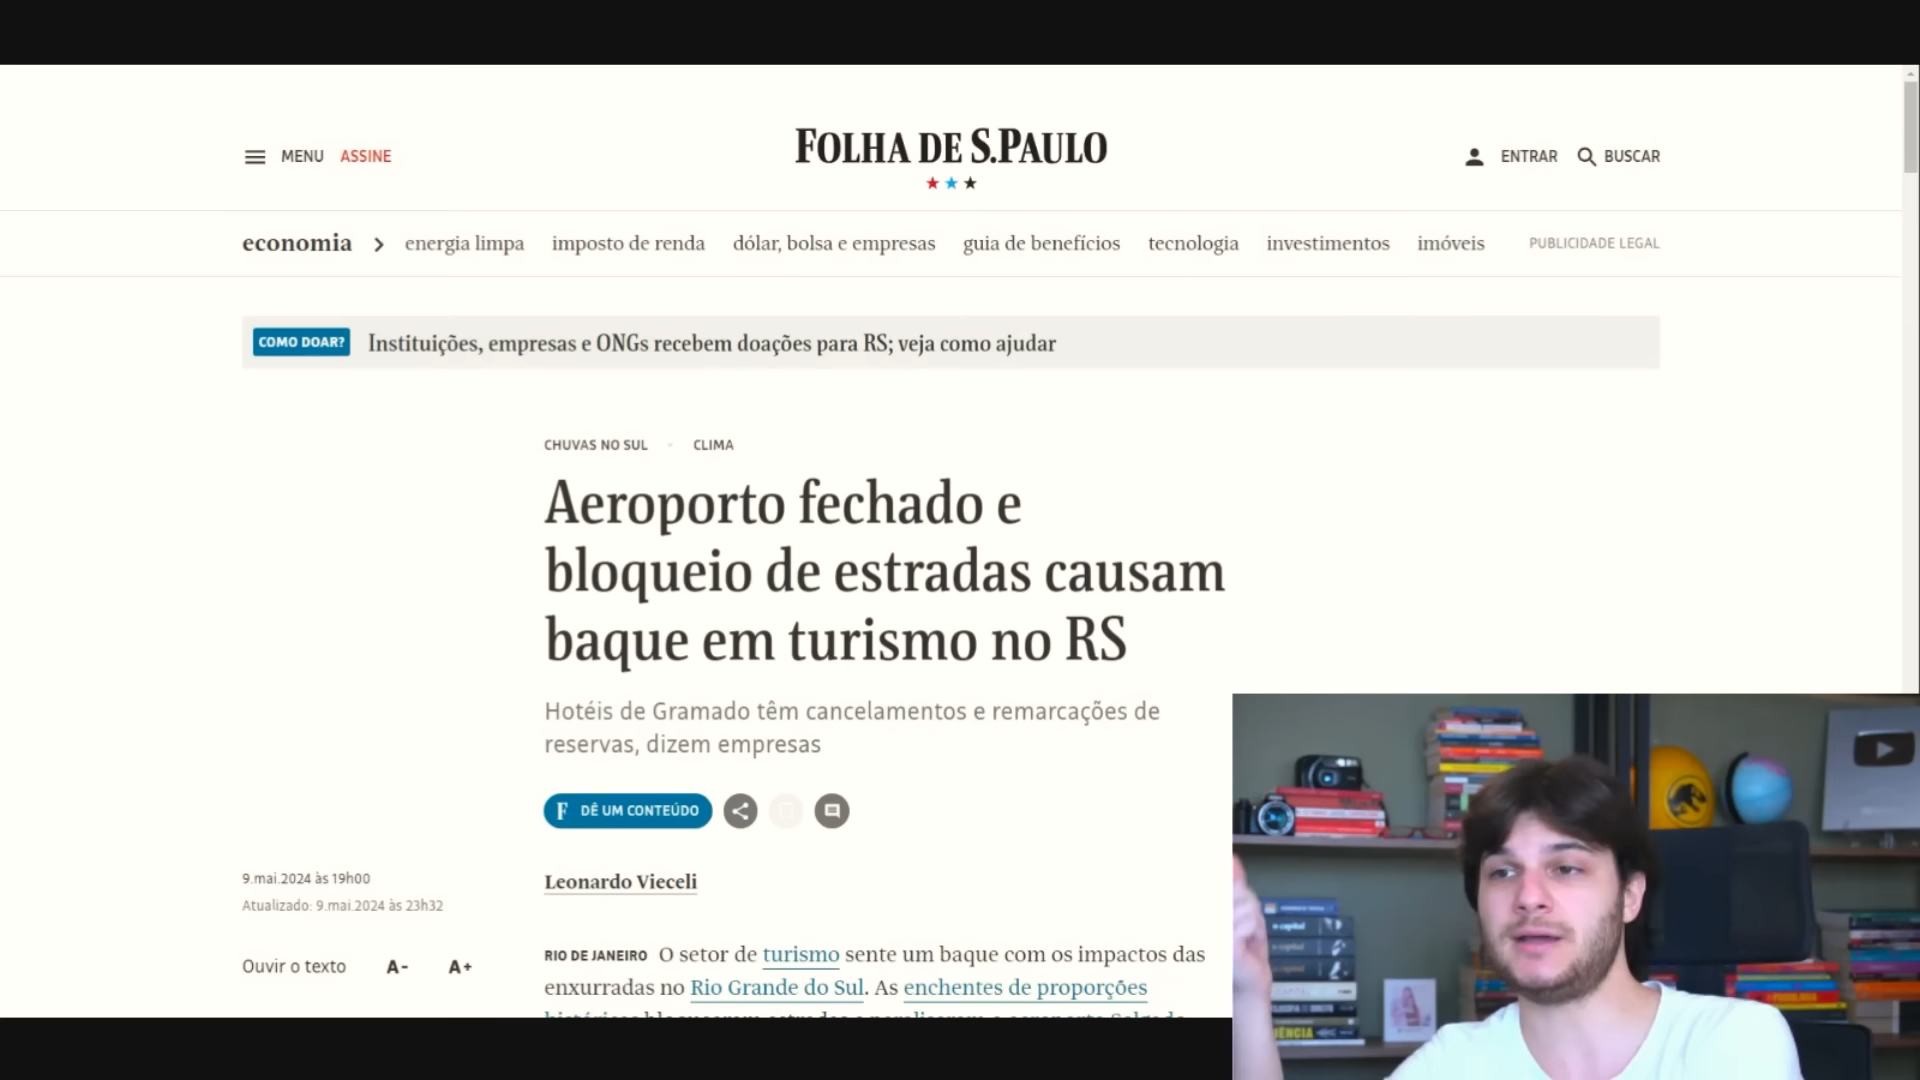 FOLHA DE S.PAULO
MENU ASSINE
ENTRAR BUSCAR
economia energia limpa imposto de renda dólar, bolsa e empresas guia de benefícios tecnologia investimentos imóveis PUBLICIDADE LEGAL
COMO DOAR? Instituições, empresas e ONGs recebem doações para RS; veja como ajudar
CHUVAS NO SUL CLIMA
Aeroporto fechado e
bloqueio de estradas causam
baque em turismo no RS
Hotéis de Gramado têm cancelamentos e remarcações de
reservas, dizem empresas
F DÊ UM CONTEÚDO
Leonardo Vieceli
9.mai.2024 às 19h00
Atualizado: 9.mai.2024 às 23h32
Ouvir o texto A- A+
RIO DE JANEIRO O setor de turismo sente um baque com os impactos das
enxurradas no Rio Grande do Sul. As enchentes de proporções
o capital